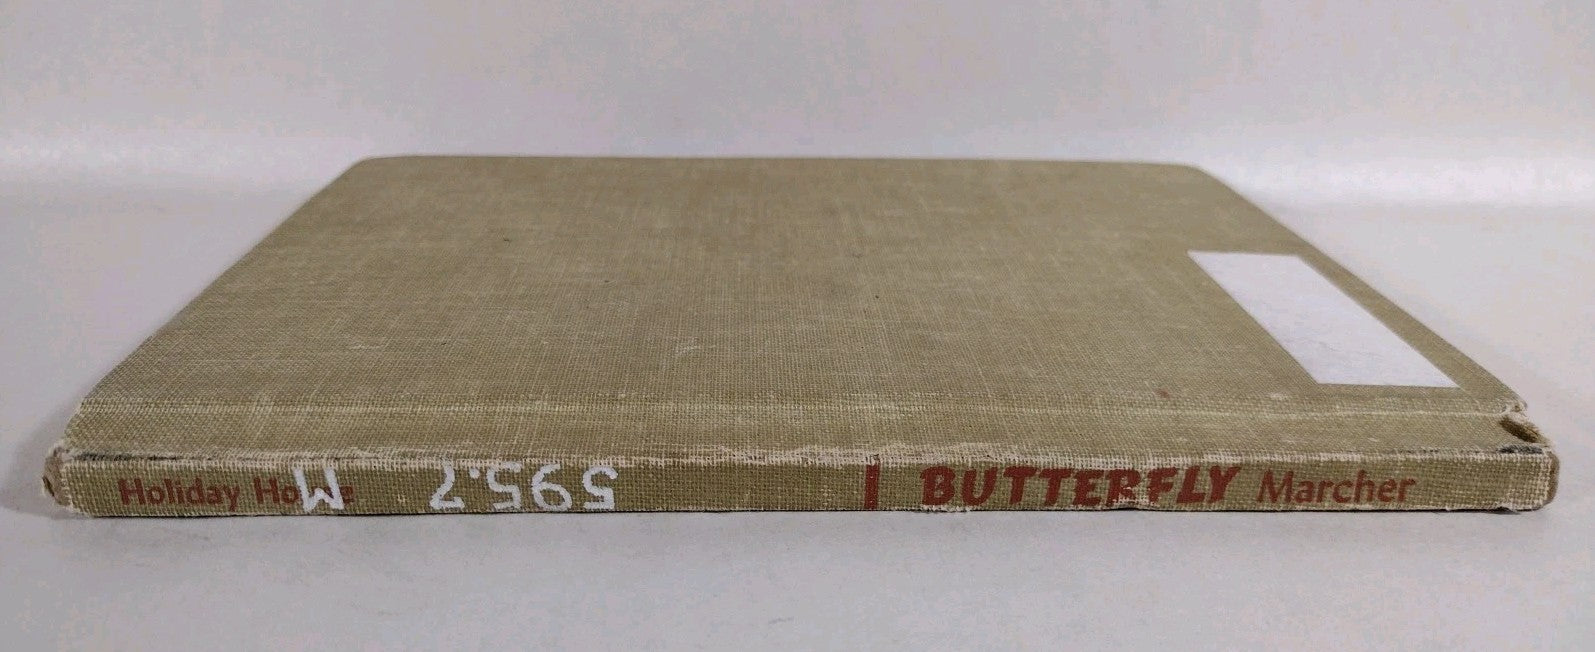 Holiday House
M
595.7
BUTTERFLY Marcher